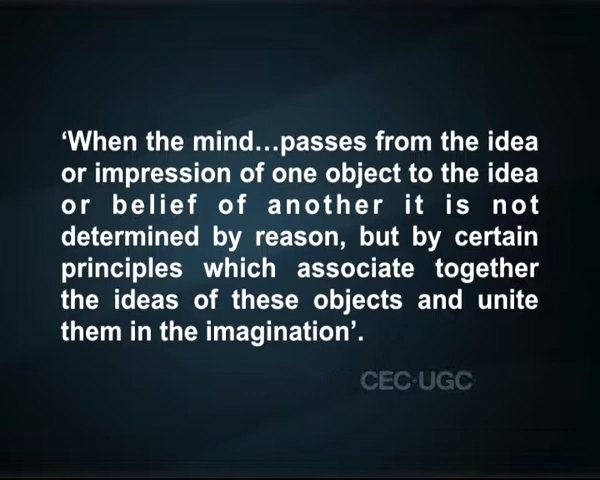 ‘When the mind...passes from the idea
or impression of one object to the idea
or belief of another it is not
determined by reason, but by certain
principles which associate together
the ideas of these objects and unite
them in the imagination’.
CEC-UGC